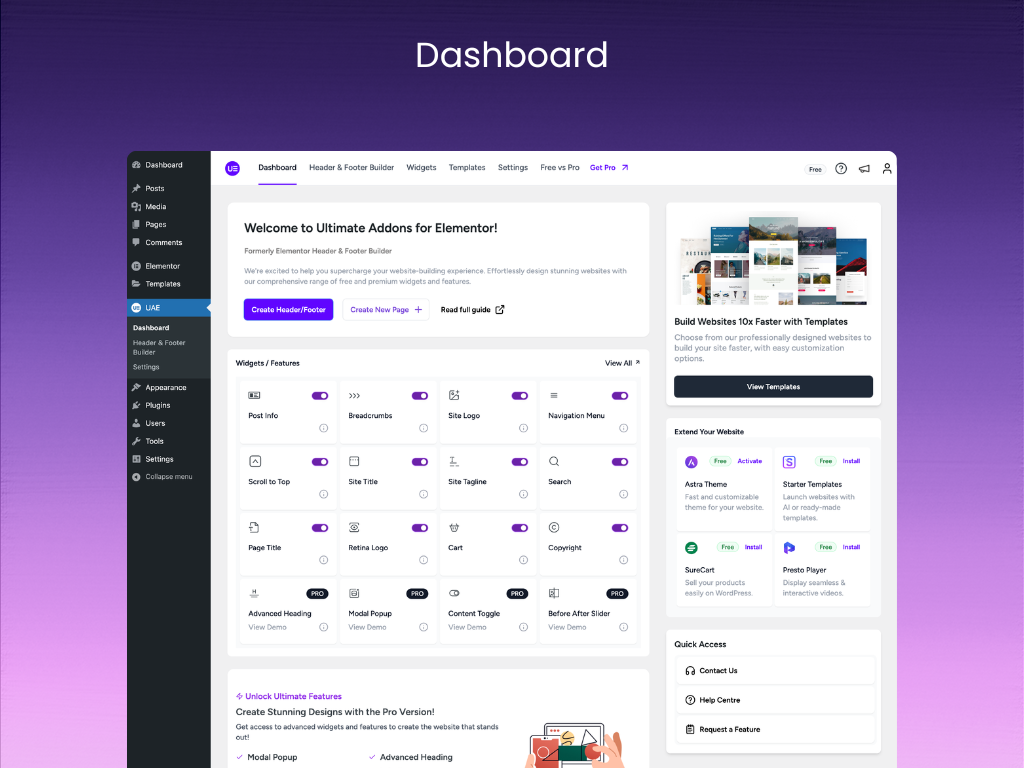 Dashboard
Dashboard
Posts
Media
Pages
Comments
Elementor
Templates
UAE
Dashboard
Header & Footer
Builder
Settings
Appearance
Plugins
Users
Tools
Settings
Collapse menu
Dashboard
Header & Footer Builder
Widgets
Templates
Settings
Free vs Pro
Get Pro
Free
Welcome to Ultimate Addons for Elementor!
Formerly Elementor Header & Footer Builder
We're excited to help you supercharge your website-building experience. Effortlessly design stunning websites with
our comprehensive range of free and premium widgets and features.
Create Header/Footer
Create New Page
Read full guide
Widgets / Features
View All
Post Info
Breadcrumbs
Site Logo
Navigation Menu
Scroll to Top
Site Title
Site Tagline
Search
Page Title
Retina Logo
Cart
Copyright
PRO
PRO
PRO
PRO
Advanced Heading
Modal Popup
Content Toggle
Before After Slider
View Demo
View Demo
View Demo
View Demo
Unlock Ultimate Features
Create Stunning Designs with the Pro Version!
Get access to advanced widgets and features to create the website that stands
out!
Modal Popup
Advanced Heading
Build Websites 10x Faster with Templates
Choose from our professionally designed websites to
build your site faster, with easy customization
options.
View Templates
Extend Your Website
Free
Activate
Astra Theme
Fast and customizable
theme for your website.
Free
Install
Starter Templates
Launch websites with
AI or ready-made
templates.
Free
Install
SureCart
Sell your products
easily on WordPress.
Free
Install
Presto Player
Display seamless &
interactive videos.
Quick Access
Contact Us
Help Centre
Request a Feature